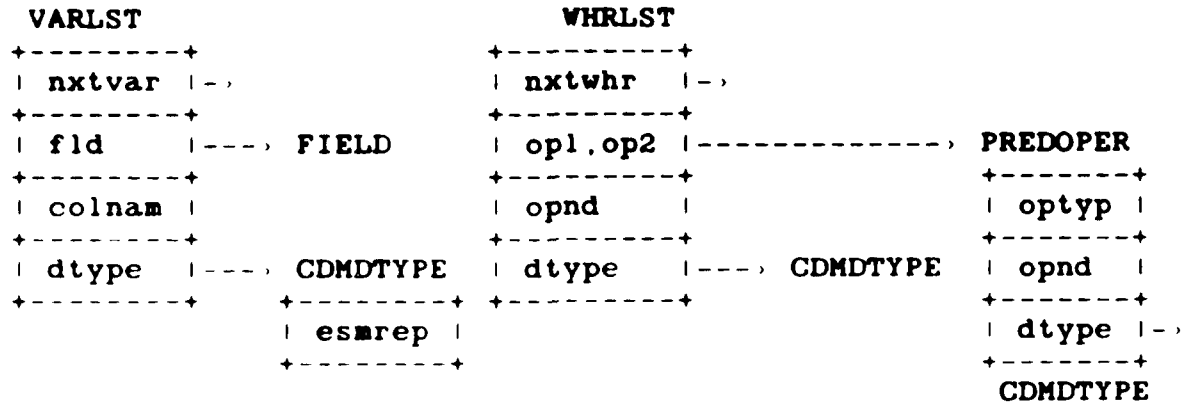 VARLST WHRLST
+--------+ +---------+
| nxtvar |-> | nxtwhr |->
+--------+ +---------+
| fld |---> FIELD | op1,op2 |-------------> PREDOPER
+--------+ +---------+ +-------+
| colnam | | opnd | | optyp |
+--------+ +---------+ +-------+
| dtype |---> CDMDTYPE | dtype |---> CDMDTYPE | opnd |
+--------+ +--------+ +---------+ +-------+
| esmrep | | dtype |->
+--------+ +-------+
CDMDTYPE